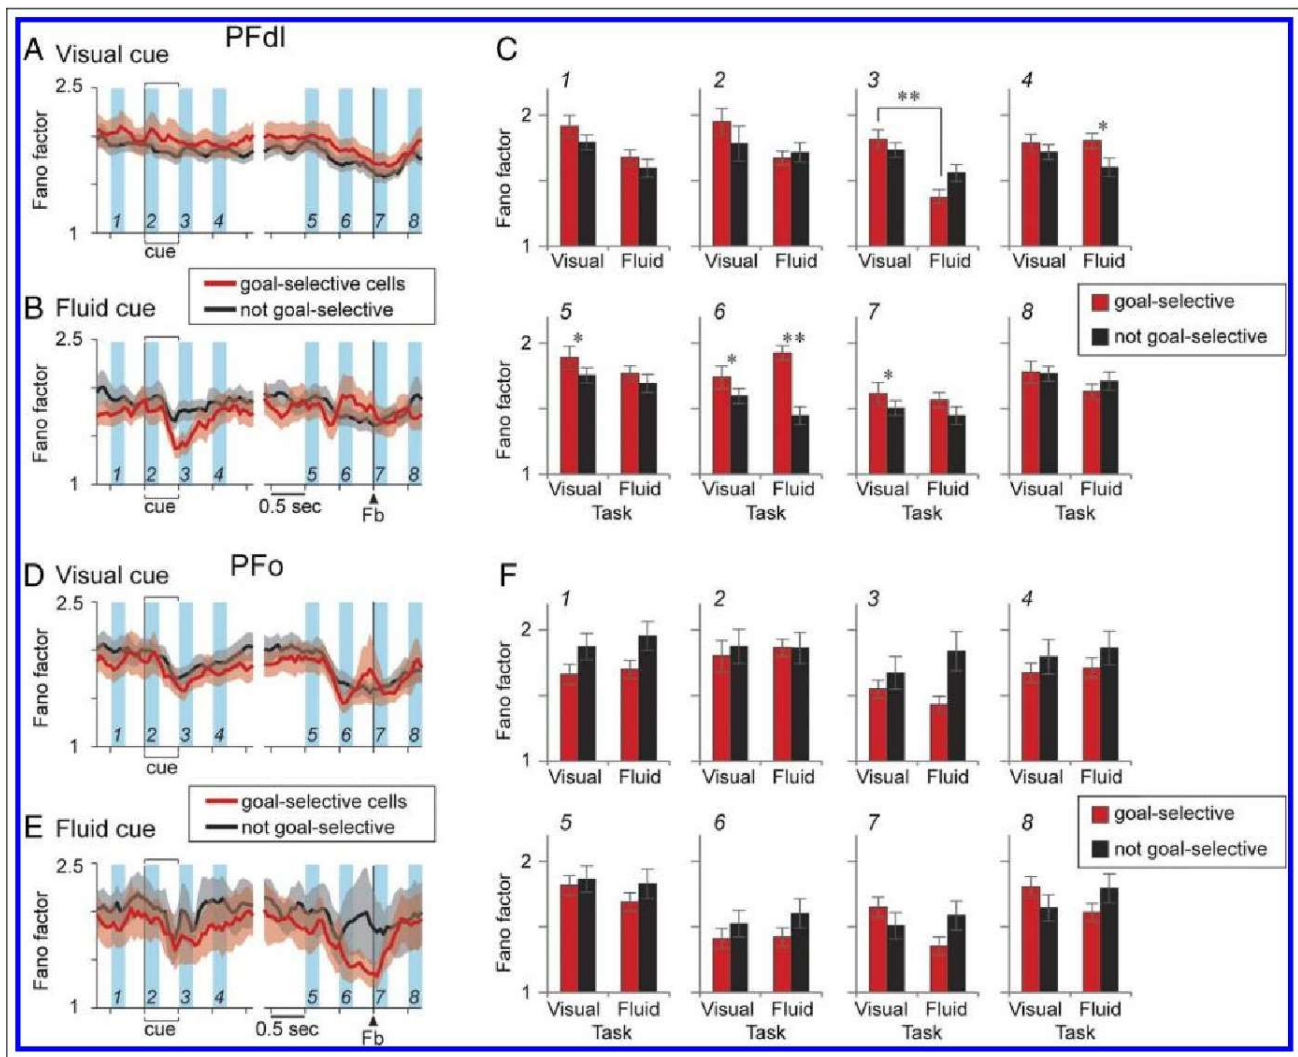 A Visual cue PFdl
2.5
Fano factor
1
1 2 3 4 5 6 7 8
cue
goal-selective cells
not goal-selective
B Fluid cue
2.5
Fano factor
1
1 2 3 4 5 6 7 8
cue 0.5 sec Fb
C
1 2 3 4
2
** *
Fano factor
1
Visual Fluid Visual Fluid Visual Fluid Visual Fluid
goal-selective
not goal-selective
5 6 7 8
2
* * ** *
Fano factor
1
Visual Fluid Visual Fluid Visual Fluid Visual Fluid
Task Task Task Task
D Visual cue PFo
2.5
Fano factor
1
1 2 3 4 5 6 7 8
cue
goal-selective cells
not goal-selective
E Fluid cue
2.5
Fano factor
1
1 2 3 4 5 6 7 8
cue 0.5 sec Fb
F
1 2 3 4
2
Fano factor
1
Visual Fluid Visual Fluid Visual Fluid Visual Fluid
goal-selective
not goal-selective
5 6 7 8
2
Fano factor
1
Visual Fluid Visual Fluid Visual Fluid Visual Fluid
Task Task Task Task